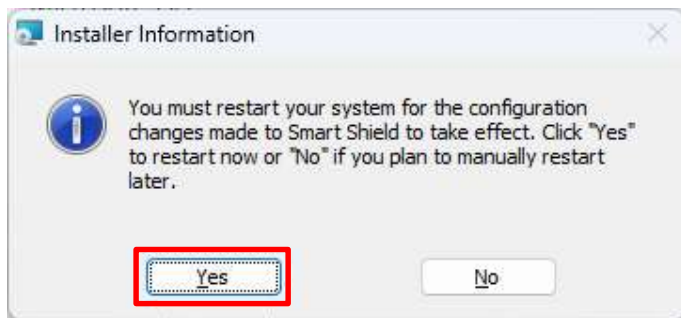 Installer Information
You must restart your system for the configuration
changes made to Smart Shield to take effect. Click "Yes"
to restart now or "No" if you plan to manually restart
later.
Yes
No